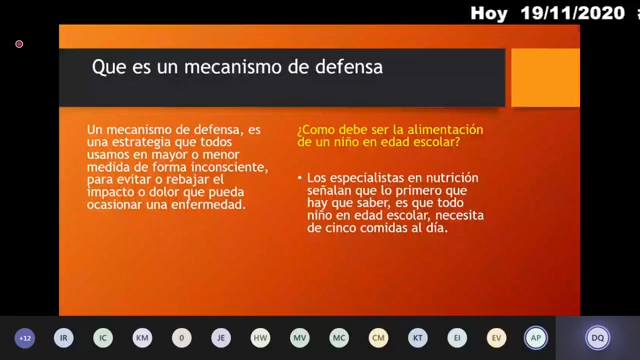 Hoy 19/11/2020
Que es un mecanismo de defensa
Un mecanismo de defensa, es
una estrategia que todos
usamos en mayor o menor
medida de forma inconsciente,
para evitar o rebajar el
impacto o dolor que pueda
ocasionar una enfermedad.
¿Como debe ser la alimentación
de un niño en edad escolar?
• Los especialistas en nutrición
señalan que lo primero que
hay que saber, es que todo
niño en edad escolar, necesita
de cinco comidas al día.
+12 IR IC KM 0 JE HW MV MC CM KT EI EV AP DQ